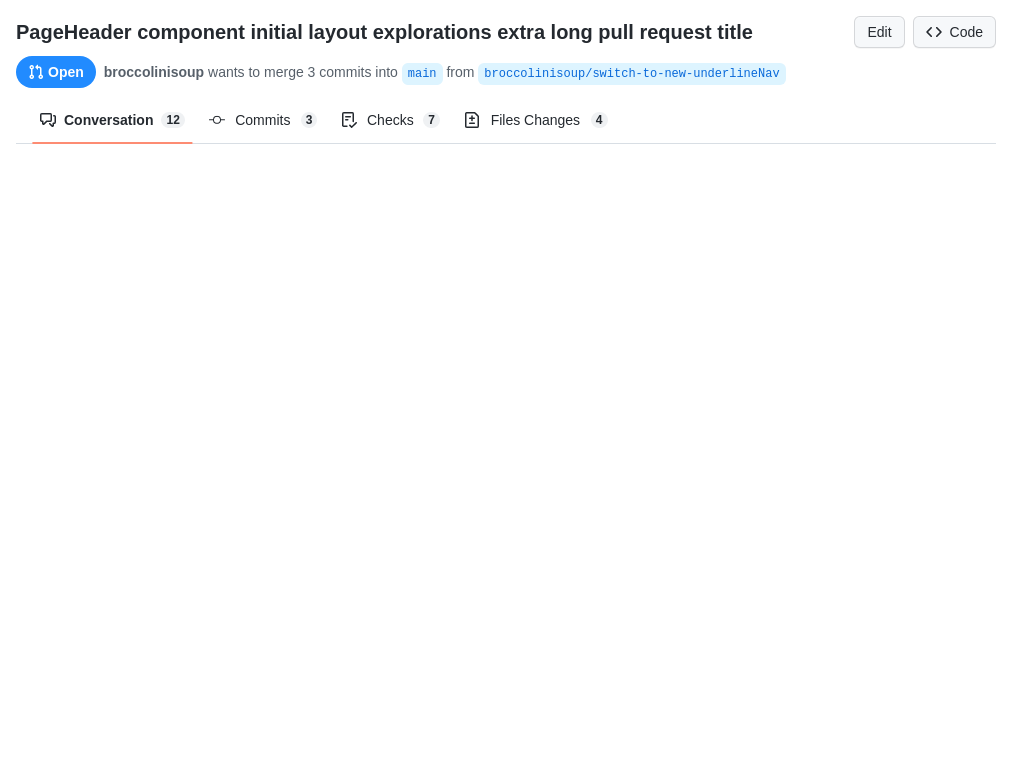 PageHeader component initial layout explorations extra long pull request title Edit Code
Open broccolinisoup wants to merge 3 commits into main from broccolinisoup/switch-to-new-underlineNav
Conversation 12 Commits 3 Checks 7 Files Changes 4